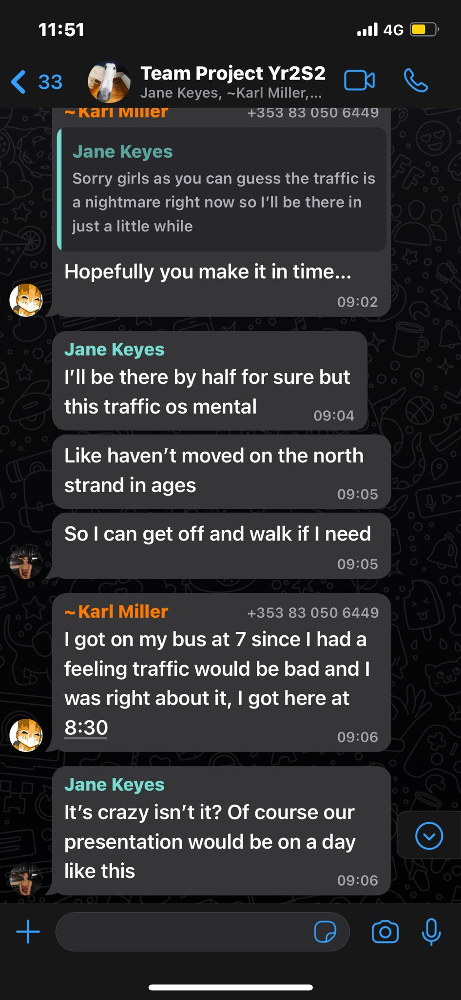 11:51
4G
33
Team Project Yr2S2
Jane Keyes, ~Karl Miller,...
~Karl Miller +353 83 050 6449
Jane Keyes
Sorry girls as you can guess the traffic is
a nightmare right now so I’ll be there in
just a little while
Hopefully you make it in time...
09:02
Jane Keyes
I’ll be there by half for sure but
this traffic os mental
09:04
Like haven’t moved on the north
strand in ages
09:05
So I can get off and walk if I need
09:05
~Karl Miller +353 83 050 6449
I got on my bus at 7 since I had a
feeling traffic would be bad and I
was right about it, I got here at
8:30
09:06
Jane Keyes
It’s crazy isn’t it? Of course our
presentation would be on a day
like this
09:06